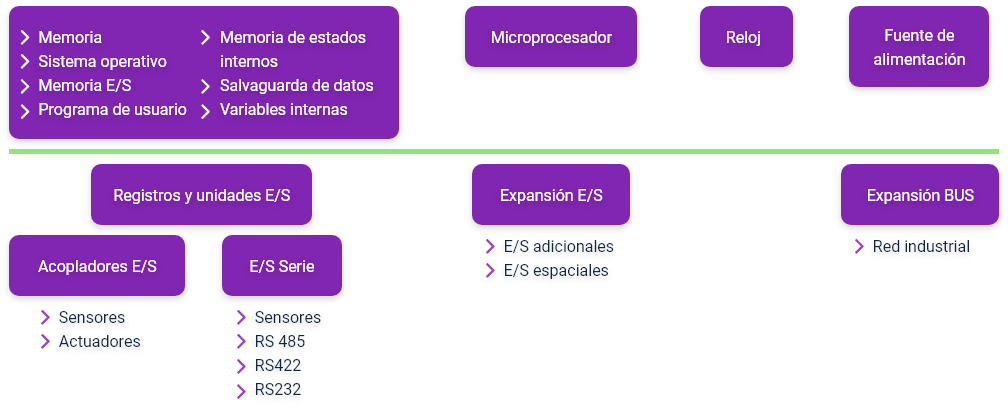 Memoria
Sistema operativo
Memoria E/S
Programa de usuario
Memoria de estados
internos
Salvaguarda de datos
Variables internas
Microprocesador
Reloj
Fuente de
alimentación
Registros y unidades E/S
Acopladores E/S
Sensores
Actuadores
E/S Serie
Sensores
RS 485
RS422
RS232
Expansión E/S
E/S adicionales
E/S espaciales
Expansión BUS
Red industrial